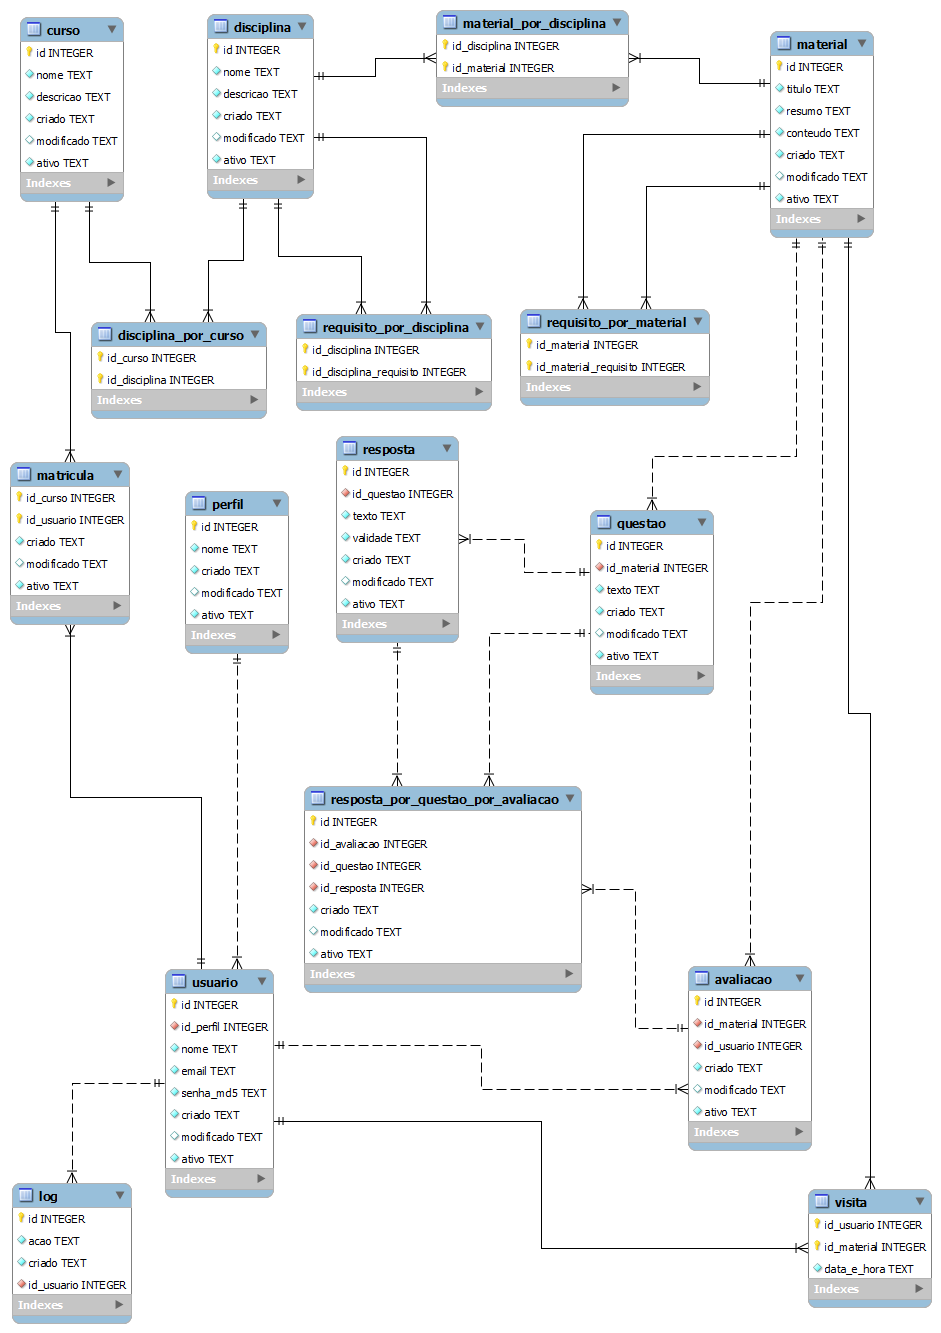 curso
id INTEGER
nome TEXT
descricao TEXT
criado TEXT
modificado TEXT
ativo TEXT
Indexes
disciplina
id INTEGER
nome TEXT
descricao TEXT
criado TEXT
modificado TEXT
ativo TEXT
Indexes
material_por_disciplina
id_disciplina INTEGER
id_material INTEGER
Indexes
material
id INTEGER
titulo TEXT
resumo TEXT
conteudo TEXT
criado TEXT
modificado TEXT
ativo TEXT
Indexes
disciplina_por_curso
id_curso INTEGER
id_disciplina INTEGER
Indexes
requisito_por_disciplina
id_disciplina INTEGER
id_disciplina_requisito INTEGER
Indexes
requisito_por_material
id_material INTEGER
id_material_requisito INTEGER
Indexes
matricula
id_curso INTEGER
id_usuario INTEGER
criado TEXT
modificado TEXT
ativo TEXT
Indexes
perfil
id INTEGER
nome TEXT
criado TEXT
modificado TEXT
ativo TEXT
Indexes
resposta
id INTEGER
id_questao INTEGER
texto TEXT
validade TEXT
criado TEXT
modificado TEXT
ativo TEXT
Indexes
questao
id INTEGER
id_material INTEGER
texto TEXT
criado TEXT
modificado TEXT
ativo TEXT
Indexes
resposta_por_questao_por_avaliacao
id INTEGER
id_avaliacao INTEGER
id_questao INTEGER
id_resposta INTEGER
criado TEXT
modificado TEXT
ativo TEXT
Indexes
usuario
id INTEGER
id_perfil INTEGER
nome TEXT
email TEXT
senha_md5 TEXT
criado TEXT
modificado TEXT
ativo TEXT
Indexes
avaliacao
id INTEGER
id_material INTEGER
id_usuario INTEGER
criado TEXT
modificado TEXT
ativo TEXT
Indexes
log
id INTEGER
acao TEXT
criado TEXT
id_usuario INTEGER
Indexes
visita
id_usuario INTEGER
id_material INTEGER
data_e_hora TEXT
Indexes